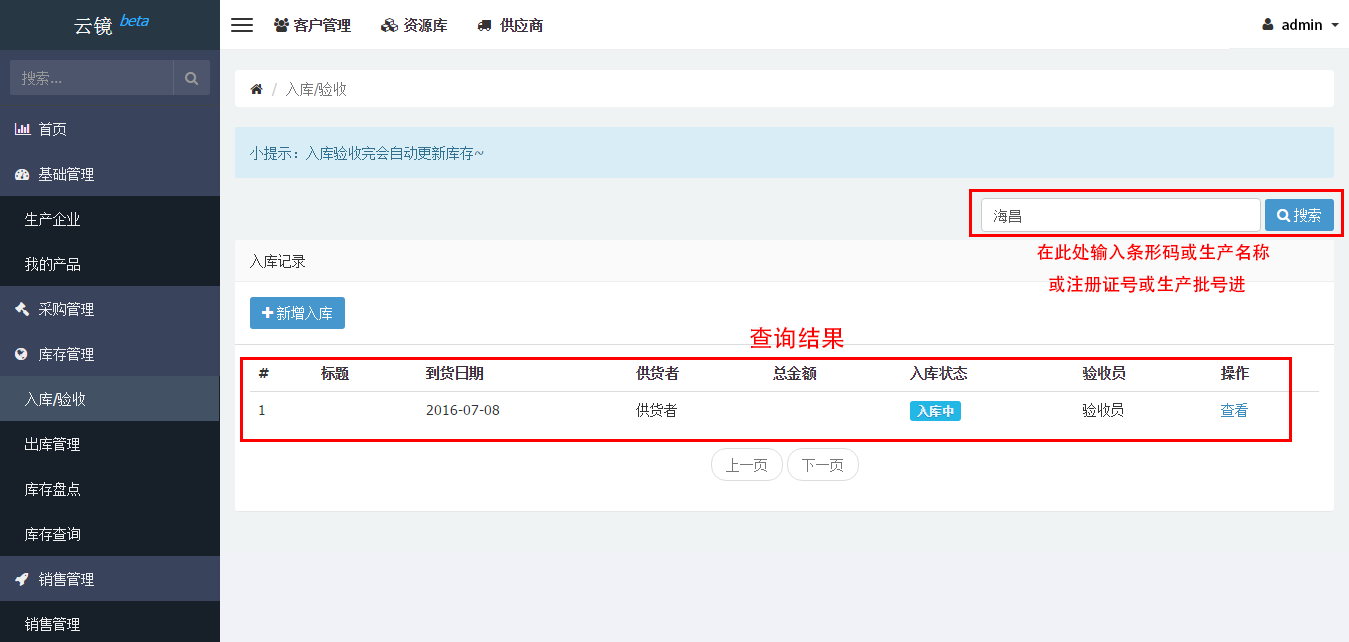 云镜 beta
客户管理 资源库 供应商
admin
搜索...
首页
基础管理
生产企业
我的产品
采购管理
库存管理
入库/验收
出库管理
库存盘点
库存查询
销售管理
销售管理
/ 入库/验收
小提示：入库验收完会自动更新库存~
海昌 搜索
在此处输入条形码或生产名称
或注册证号或生产批号进
入库记录
新增入库
查询结果
# 标题 到货日期 供货者 总金额 入库状态 验收员 操作
1 2016-07-08 供货者 入库中 验收员 查看
上一页 下一页